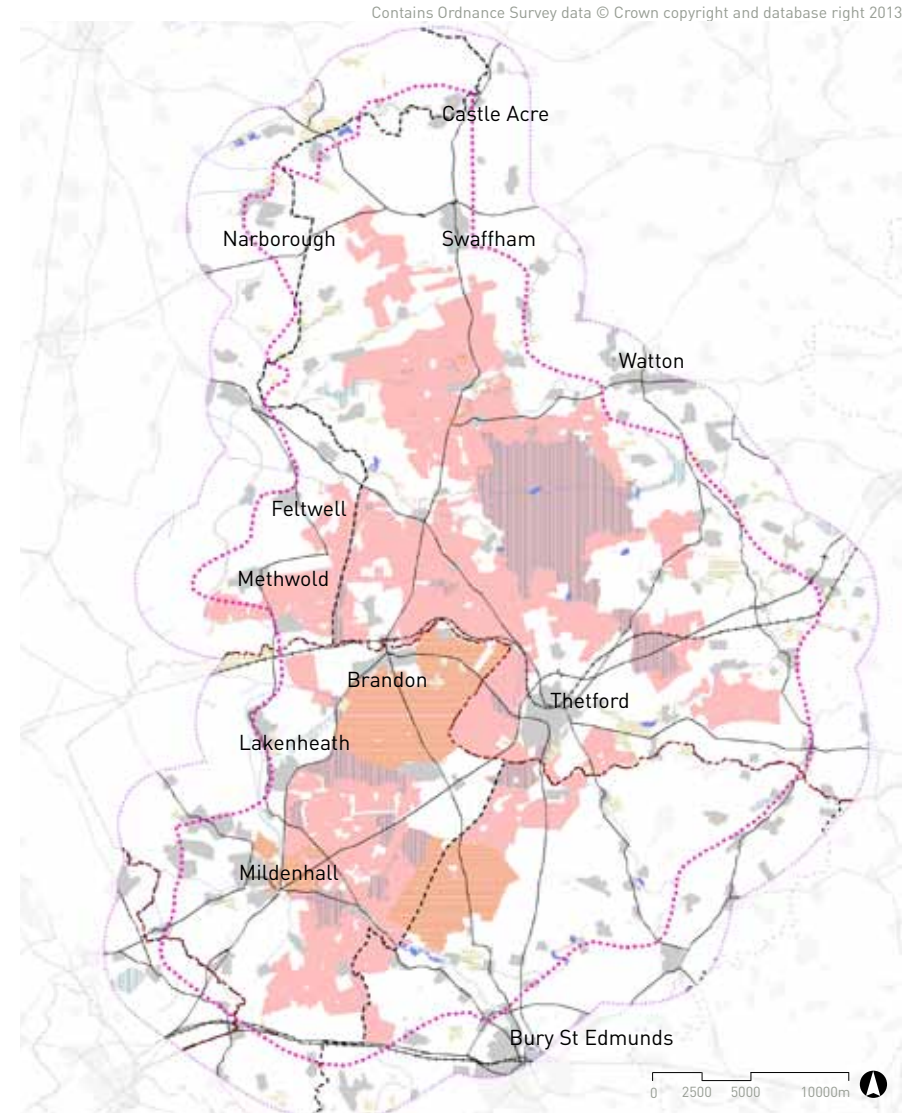 Contains Ordnance Survey data © Crown copyright and database right 2013
Castle Acre
Narborough
Swaffham
Watton
Feltwell
Methwold
Brandon
Thetford
Lakenheath
Mildenhall
Bury St Edmunds
0 2500 5000 10000m